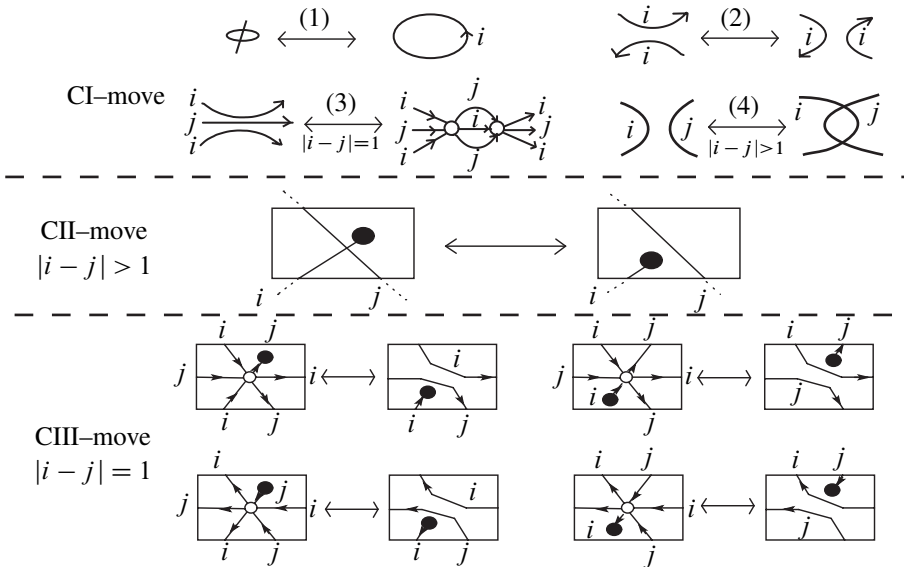 (1) i i i (2) i i
CI–move i j i (3) |i − j|=1 i j i j i j i j i i j (4) |i − j|>1 i j
CII–move
|i − j| > 1
i j i j
i j i j
j i i j i i j
i j i j i j i j
CIII–move
|i − j| = 1
i i j i
j j i i j i i j
i j i j j